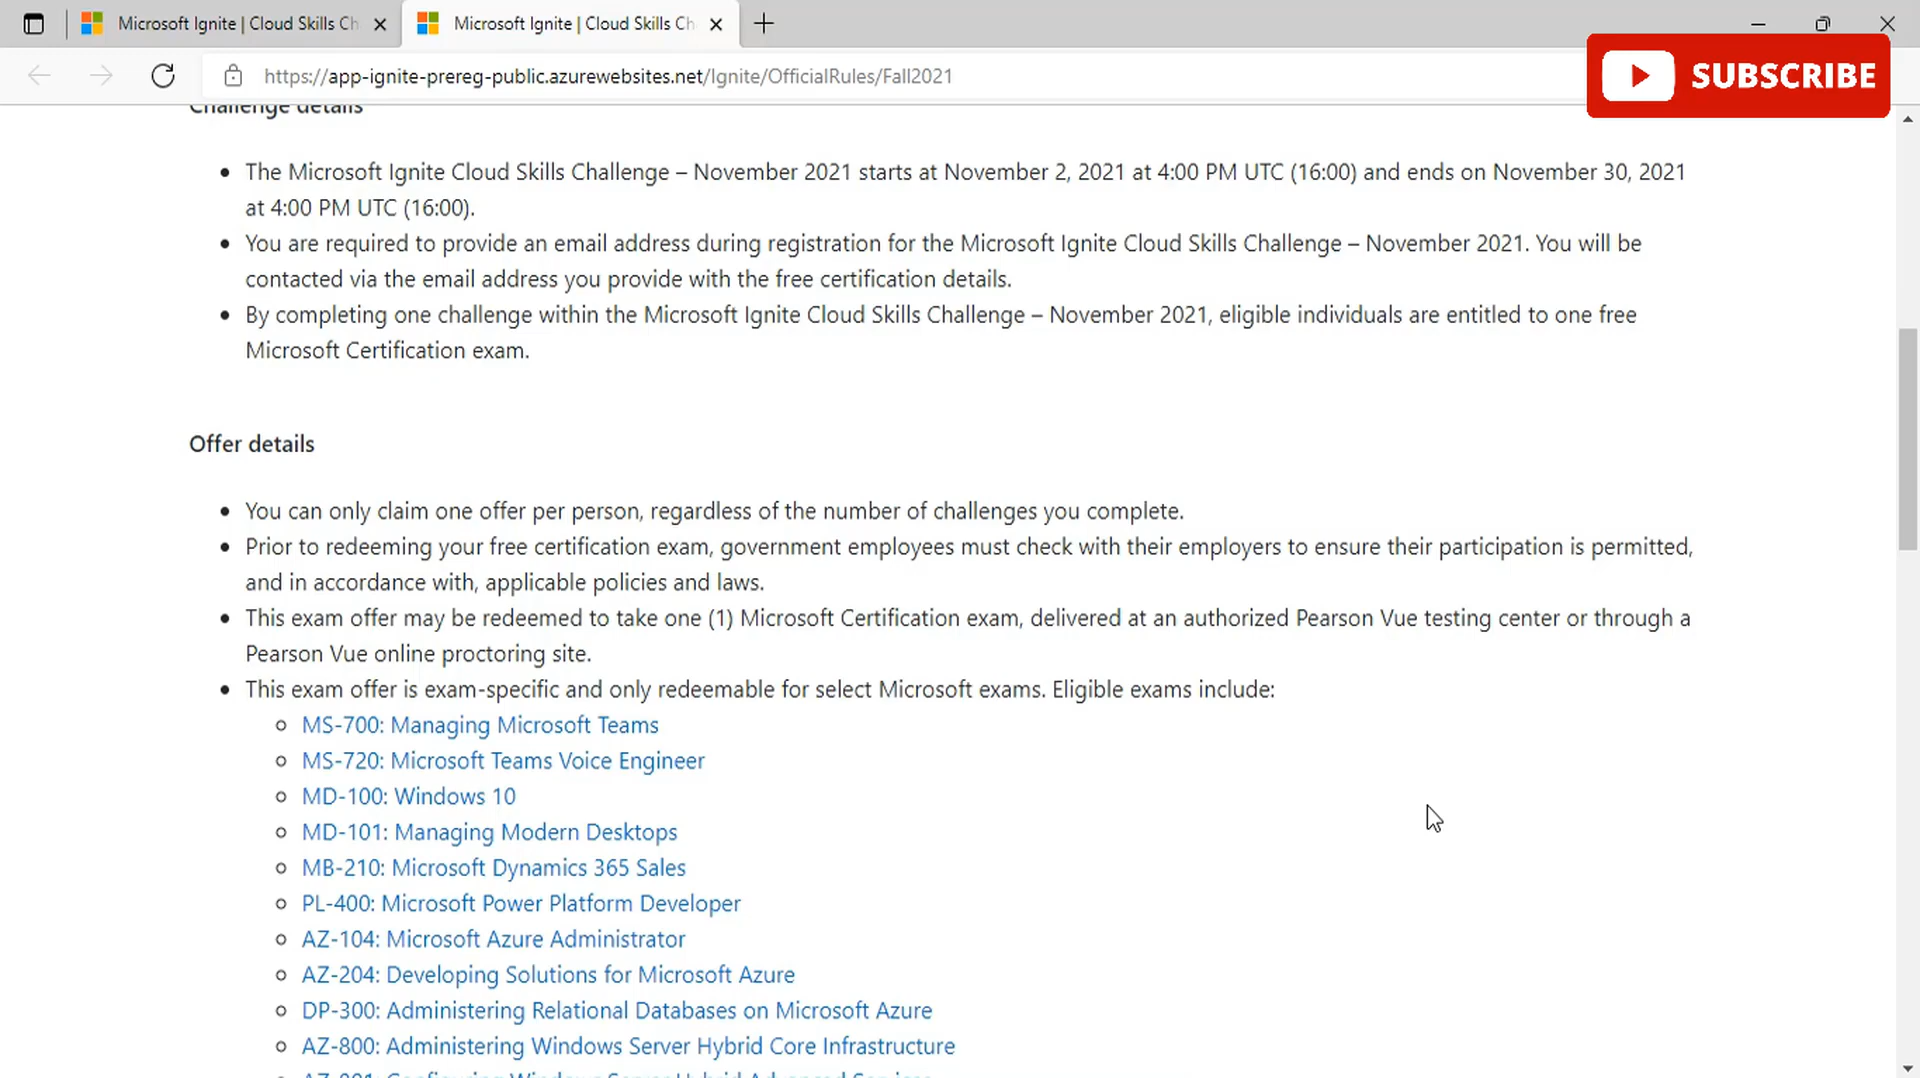 Microsoft Ignite | Cloud Skills Ch
Microsoft Ignite | Cloud Skills Ch
https://app-ignite-prereq-public.azurewebsites.net/Ignite/OfficialRules/Fall2021
SUBSCRIBE
Challenge details
• The Microsoft Ignite Cloud Skills Challenge – November 2021 starts at November 2, 2021 at 4:00 PM UTC (16:00) and ends on November 30, 2021
at 4:00 PM UTC (16:00).
• You are required to provide an email address during registration for the Microsoft Ignite Cloud Skills Challenge – November 2021. You will be
contacted via the email address you provide with the free certification details.
• By completing one challenge within the Microsoft Ignite Cloud Skills Challenge – November 2021, eligible individuals are entitled to one free
Microsoft Certification exam.
Offer details
• You can only claim one offer per person, regardless of the number of challenges you complete.
• Prior to redeeming your free certification exam, government employees must check with their employers to ensure their participation is permitted,
and in accordance with, applicable policies and laws.
• This exam offer may be redeemed to take one (1) Microsoft Certification exam, delivered at an authorized Pearson Vue testing center or through a
Pearson Vue online proctoring site.
• This exam offer is exam-specific and only redeemable for select Microsoft exams. Eligible exams include:
○ MS-700: Managing Microsoft Teams
○ MS-720: Microsoft Teams Voice Engineer
○ MD-100: Windows 10
○ MD-101: Managing Modern Desktops
○ MB-210: Microsoft Dynamics 365 Sales
○ PL-400: Microsoft Power Platform Developer
○ AZ-104: Microsoft Azure Administrator
○ AZ-204: Developing Solutions for Microsoft Azure
○ DP-300: Administering Relational Databases on Microsoft Azure
○ AZ-800: Administering Windows Server Hybrid Core Infrastructure
○ AZ-801: Configuring Windows Server Hybrid Advanced Services